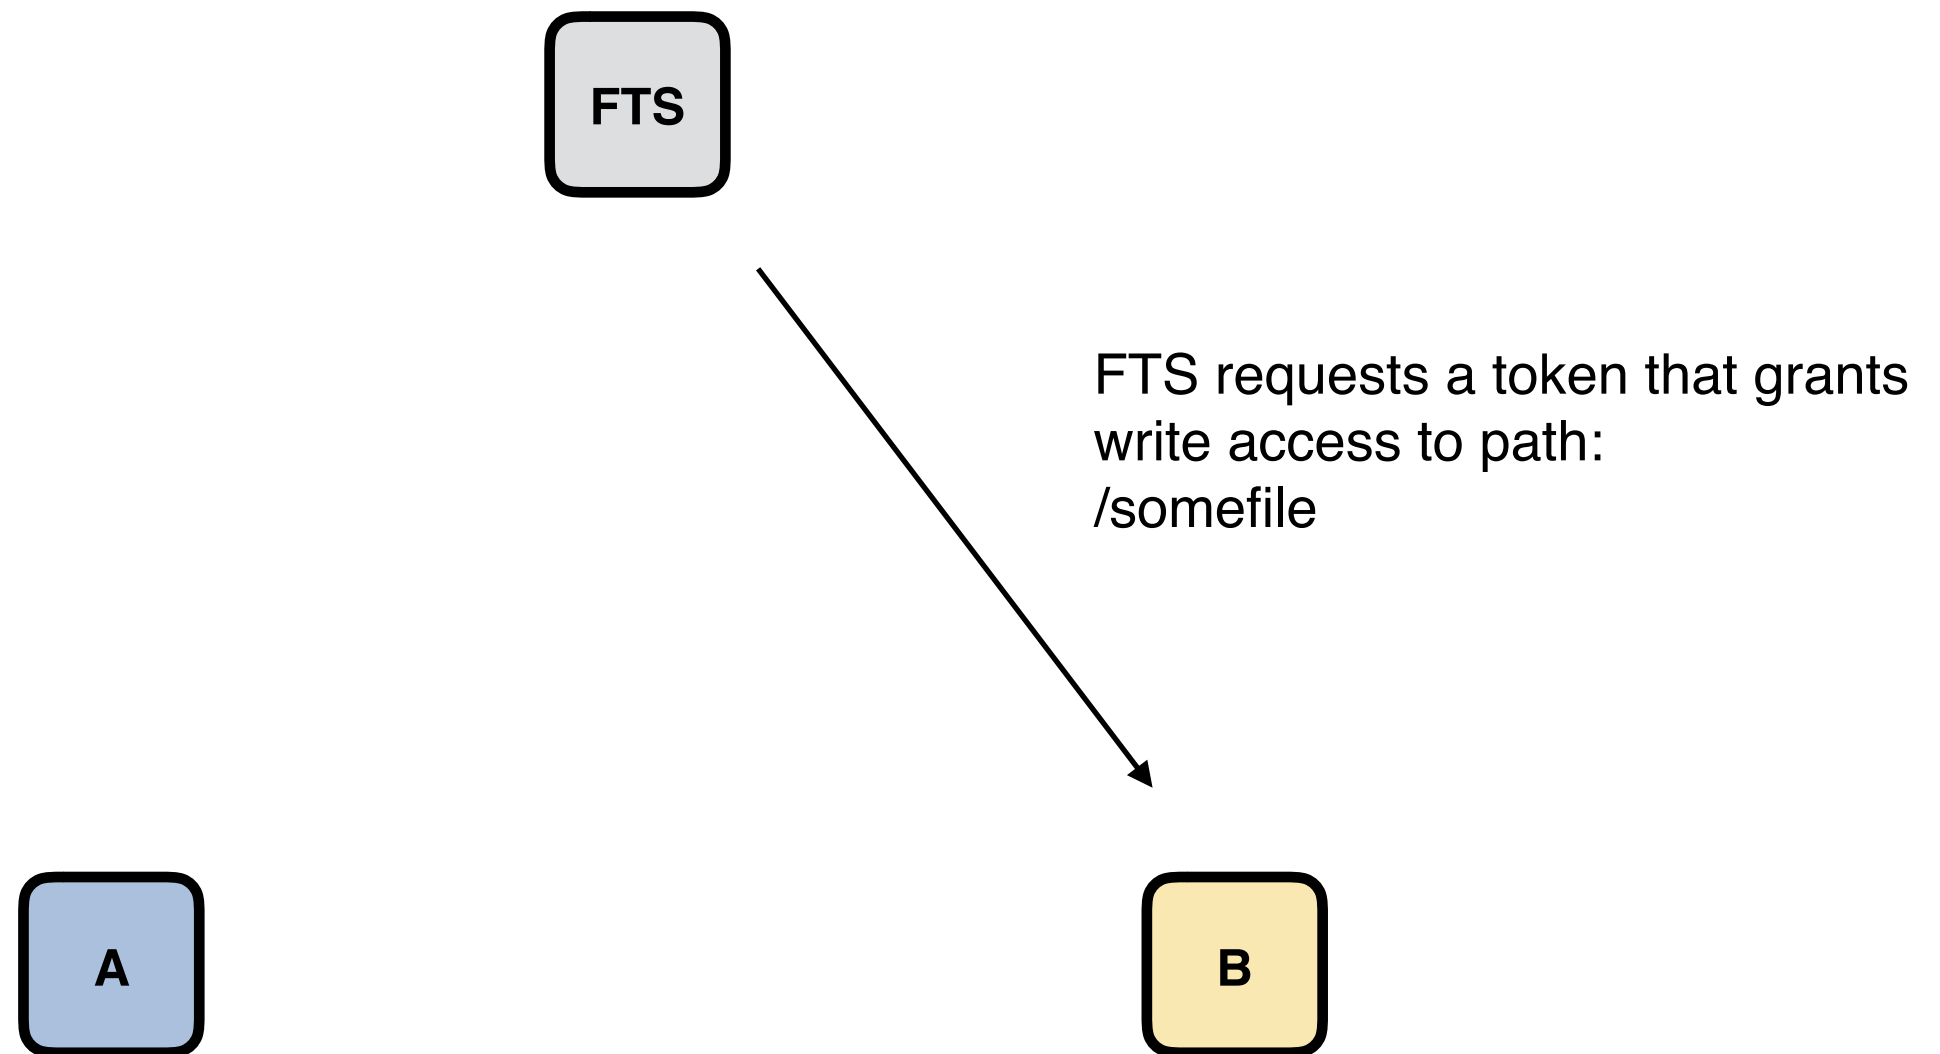 FTS
FTS requests a token that grants
write access to path:
/somefile
A
B